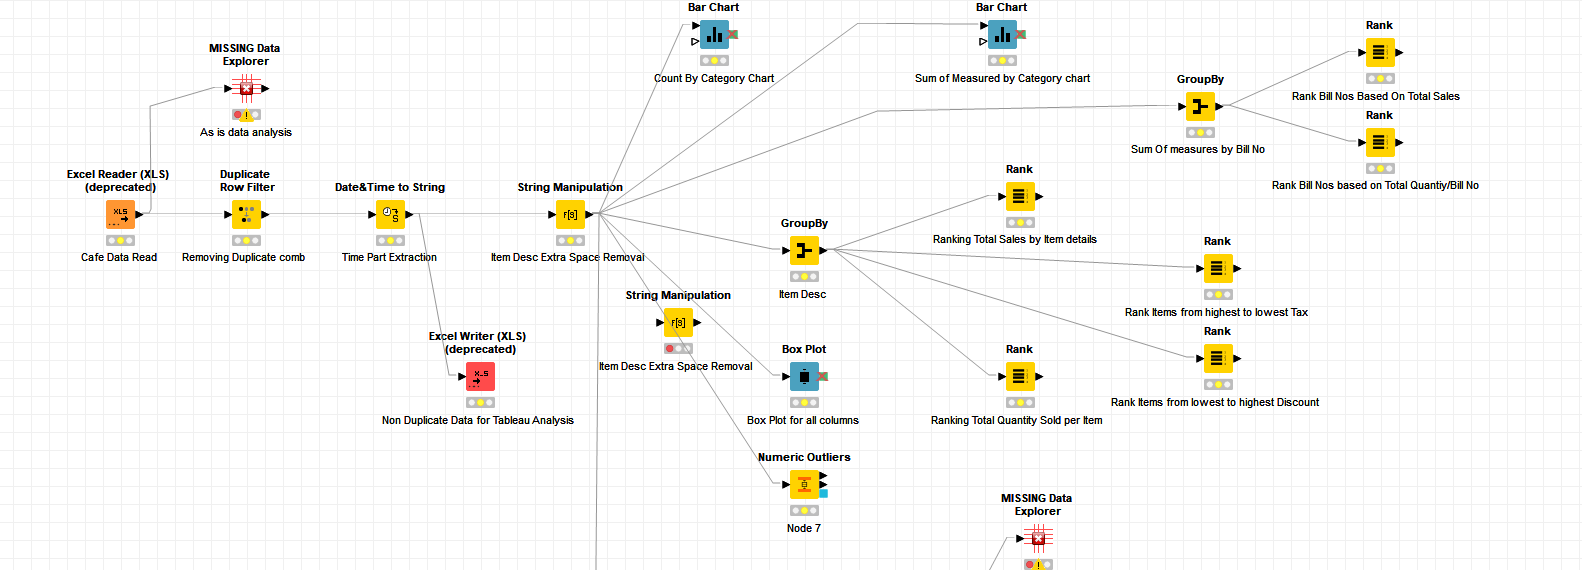 Bar Chart
Count By Category Chart
Bar Chart
Sum of Measured by Category chart
Rank
Rank Bill Nos Based On Total Sales
MISSING Data
Explorer
As is data analysis
GroupBy
Sum Of measures by Bill No
Rank
Rank Bill Nos based on Total Quantiy/Bill No
Excel Reader (XLS)
(deprecated)
XLS
Cafe Data Read
Duplicate
Row Filter
Removing Duplicate comb
Date&Time to String
S
Time Part Extraction
String Manipulation
f[S]
Item Desc Extra Space Removal
Rank
Ranking Total Sales by Item details
GroupBy
Item Desc
Rank
Rank Items from highest to lowest Tax
String Manipulation
f[S]
Item Desc Extra Space Removal
Excel Writer (XLS)
(deprecated)
XLS
Non Duplicate Data for Tableau Analysis
Box Plot
Box Plot for all columns
Rank
Ranking Total Quantity Sold per Item
Rank
Rank Items from lowest to highest Discount
Numeric Outliers
Node 7
MISSING Data
Explorer